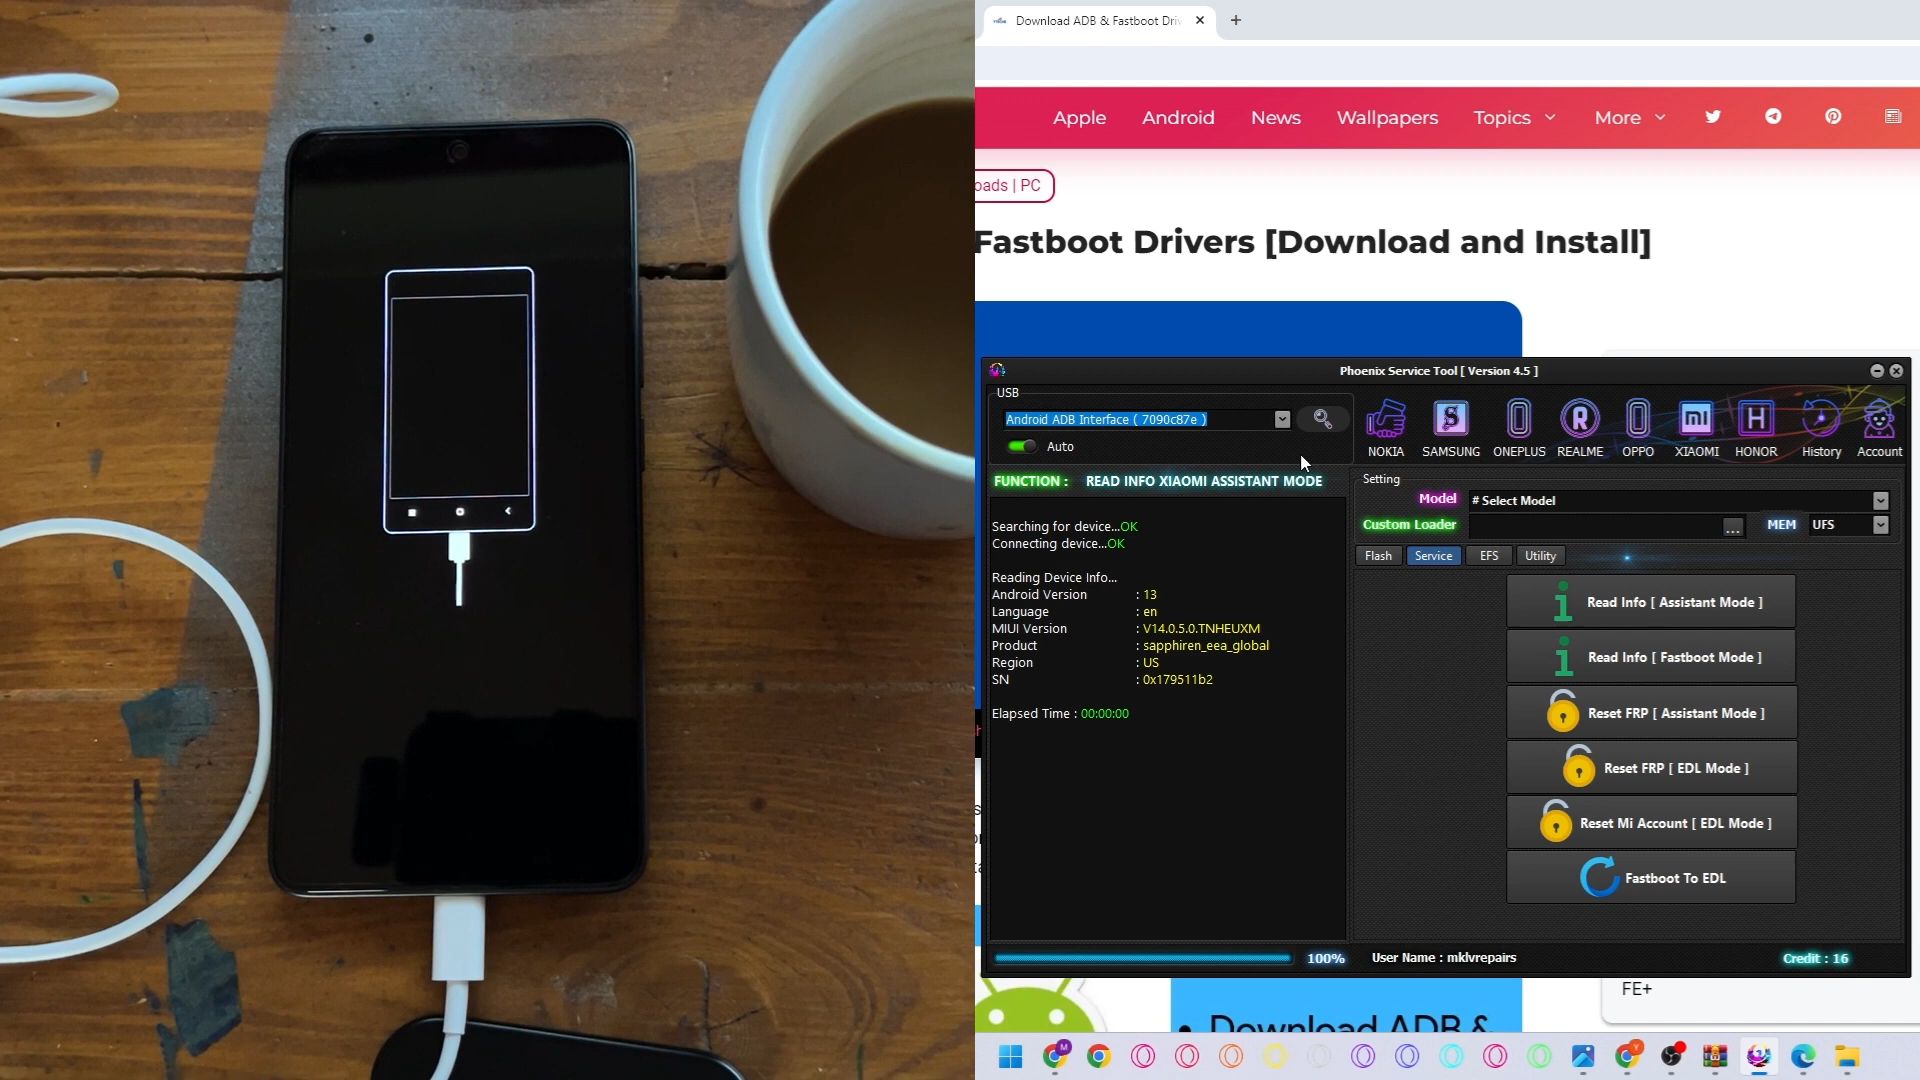 Download ADB & Fastboot Driv
Apple Android News Wallpapers Topics More
oads | PC
Fastboot Drivers [Download and Install]
Phoenix Service Tool [ Version 4.5 ]
USB
Android ADB Interface ( 7090c87e )
Auto
NOKIA SAMSUNG ONEPLUS REALME OPPO XIAOMI HONOR History Account
FUNCTION : READ INFO XIAOMI ASSISTANT MODE
Searching for device...OK
Connecting device...OK
Reading Device Info...
Android Version : 13
Language : en
MIUI Version : V14.0.5.0.TNHEUXM
Product : sapphiren_eea_global
Region : US
SN : 0x179511b2
Elapsed Time : 00:00:00
Setting
Model # Select Model
Custom Loader ... MEM UFS
Flash Service EFS Utility
Read Info [ Assistant Mode ]
Read Info [ Fastboot Mode ]
Reset FRP [ Assistant Mode ]
Reset FRP [ EDL Mode ]
Reset Mi Account [ EDL Mode ]
Fastboot To EDL
100% User Name : mklvrepairs Credit : 16
FE+
• Download ADB &